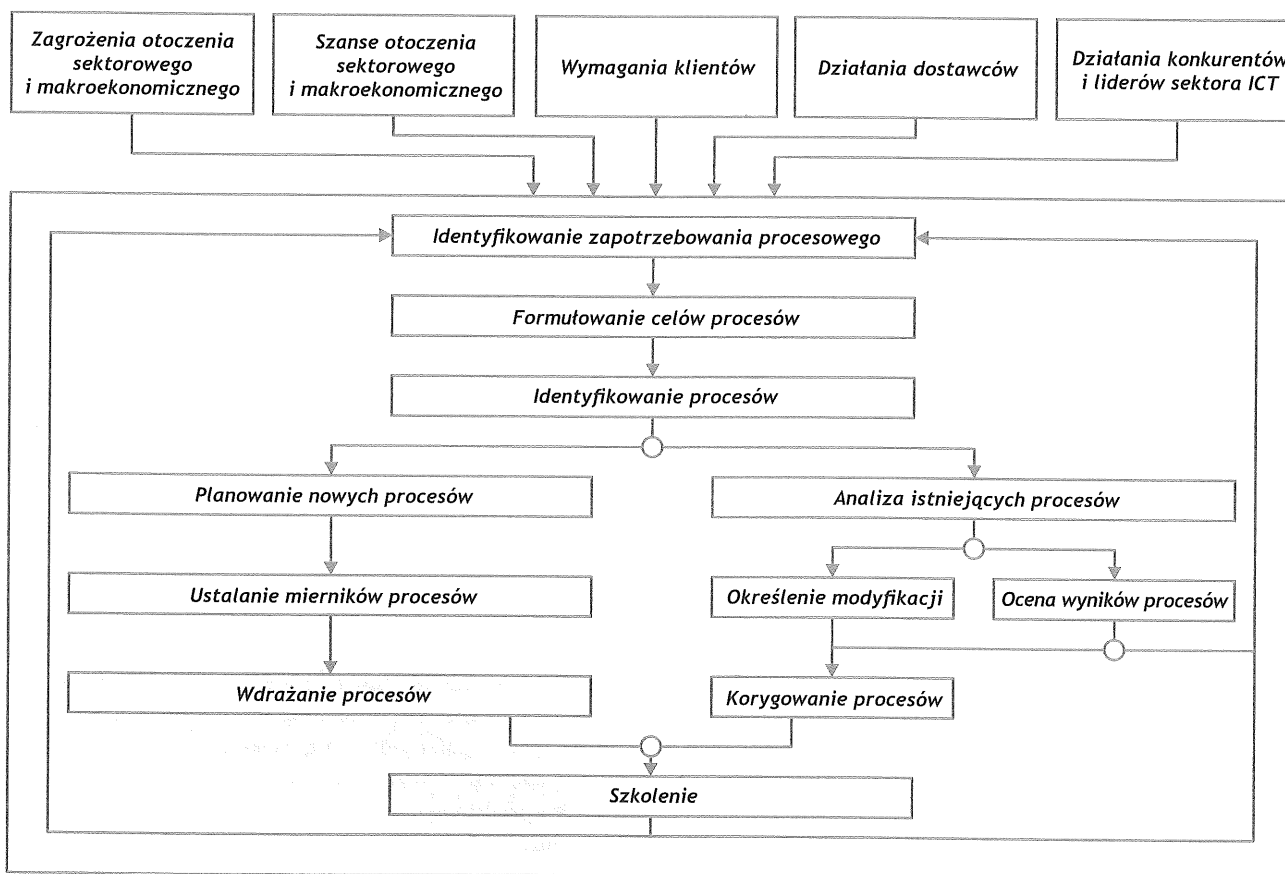 Zagrożenia otoczenia
sektorowego
i makroekonomicznego
Szanse otoczenia
sektorowego
i makroekonomicznego
Wymagania klientów
Działania dostawców
Działania konkurentów
i liderów sektora ICT
Identyfikowanie zapotrzebowania procesowego
Formułowanie celów procesów
Identyfikowanie procesów
Planowanie nowych procesów
Analiza istniejących procesów
Ustalanie mierników procesów
Określenie modyfikacji
Ocena wyników procesów
Wdrażanie procesów
Korygowanie procesów
Szkolenie